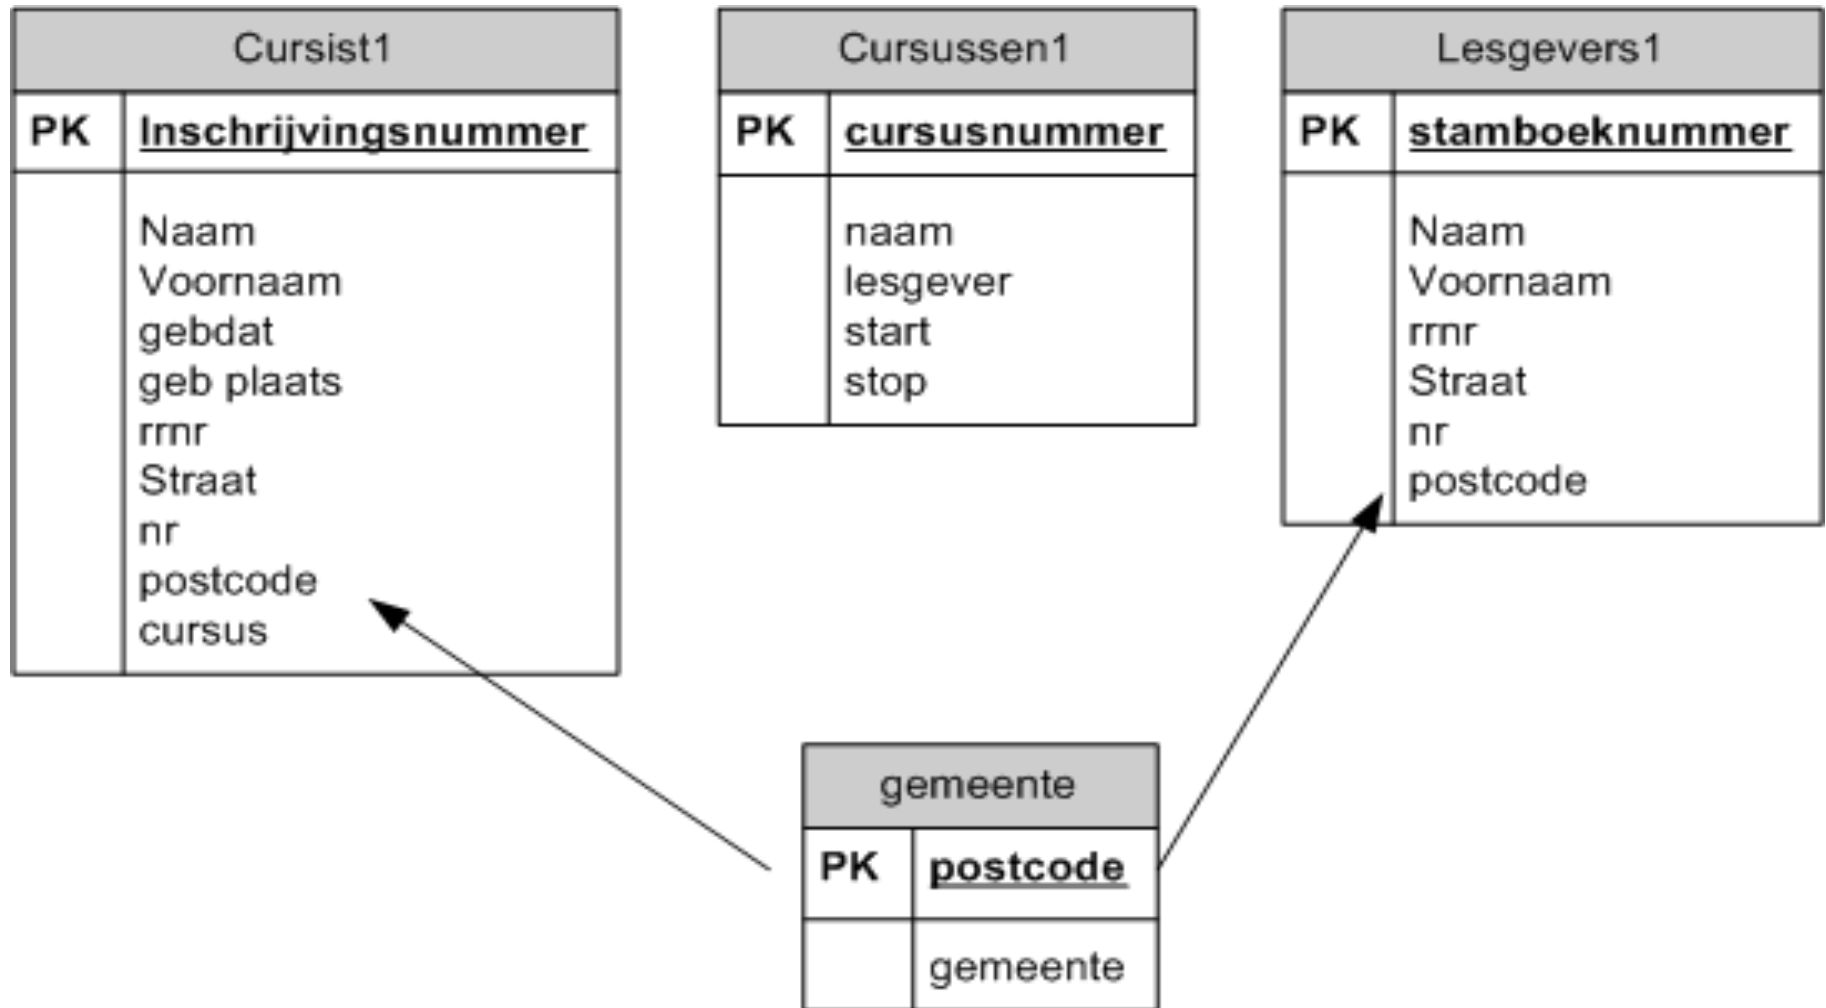 Cursist1
PK Inschrijvingsnummer
Naam
Voornaam
gebdat
geb plaats
rrnr
Straat
nr
postcode
cursus
Cursussen1
PK cursusnummer
naam
lesgever
start
stop
Lesgevers1
PK stamboeknummer
Naam
Voornaam
rrnr
Straat
nr
postcode
gemeente
PK postcode
gemeente